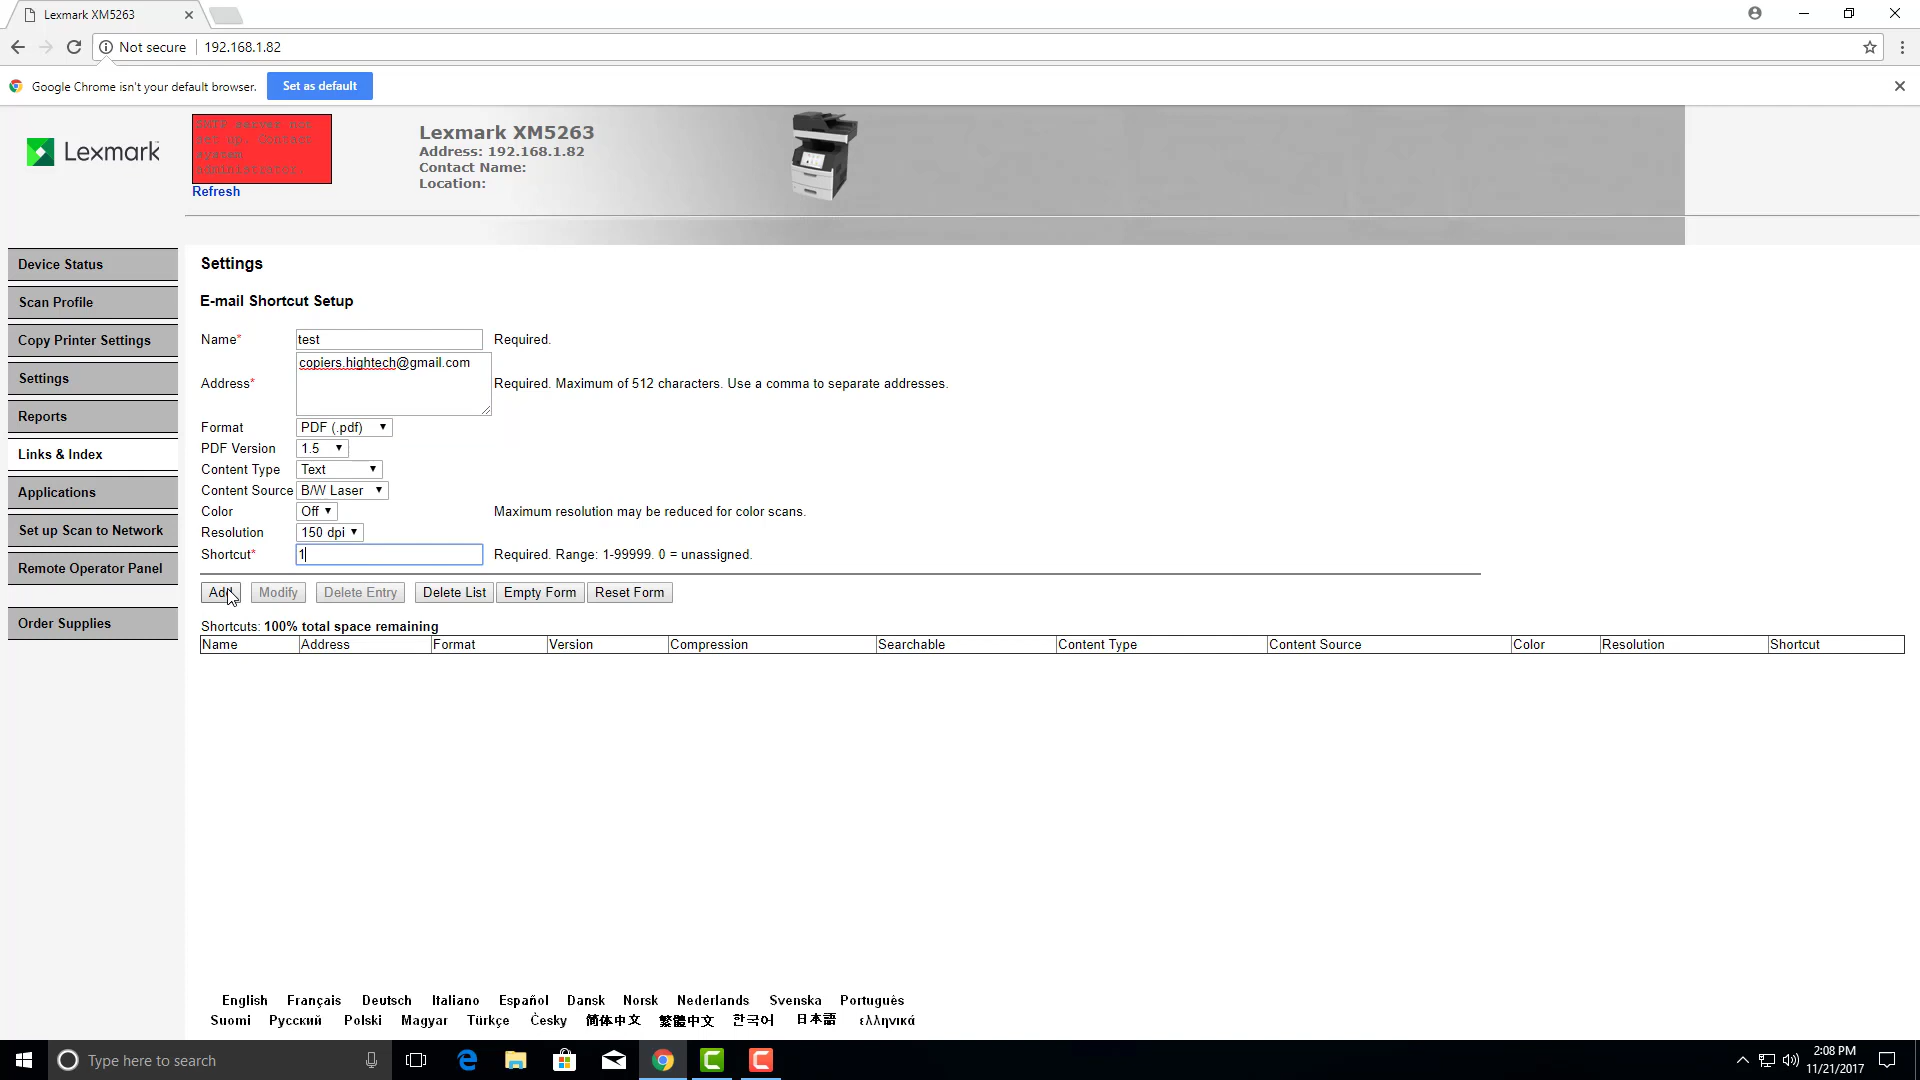 Lexmark XM5263
Not secure
192.168.1.82
Google Chrome isn't your default browser.
Set as default
Lexmark
SMTP server not
set up. Contact
system
administrator.
Refresh
Lexmark XM5263
Address: 192.168.1.82
Contact Name:
Location:
Device Status
Scan Profile
Copy Printer Settings
Settings
Reports
Links & Index
Applications
Set up Scan to Network
Remote Operator Panel
Order Supplies
Settings
E-mail Shortcut Setup
Name* test Required.
Address* copiers.hightech@gmail.com Required. Maximum of 512 characters. Use a comma to separate addresses.
Format PDF (.pdf)
PDF Version 1.5
Content Type Text
Content Source B/W Laser
Color Off Maximum resolution may be reduced for color scans.
Resolution 150 dpi
Shortcut* 1 Required. Range: 1-99999. 0 = unassigned.
Add Modify Delete Entry Delete List Empty Form Reset Form
Shortcuts: 100% total space remaining
Name Address Format Version Compression Searchable Content Type Content Source Color Resolution Shortcut
English Français Deutsch Italiano Español Dansk Norsk Nederlands Svenska Português
Suomi Русский Polski Magyar Türkçe Česky 简体中文 繁體中文 한국어 日本語 ελληνικά
Type here to search
2:08 PM
11/21/2017